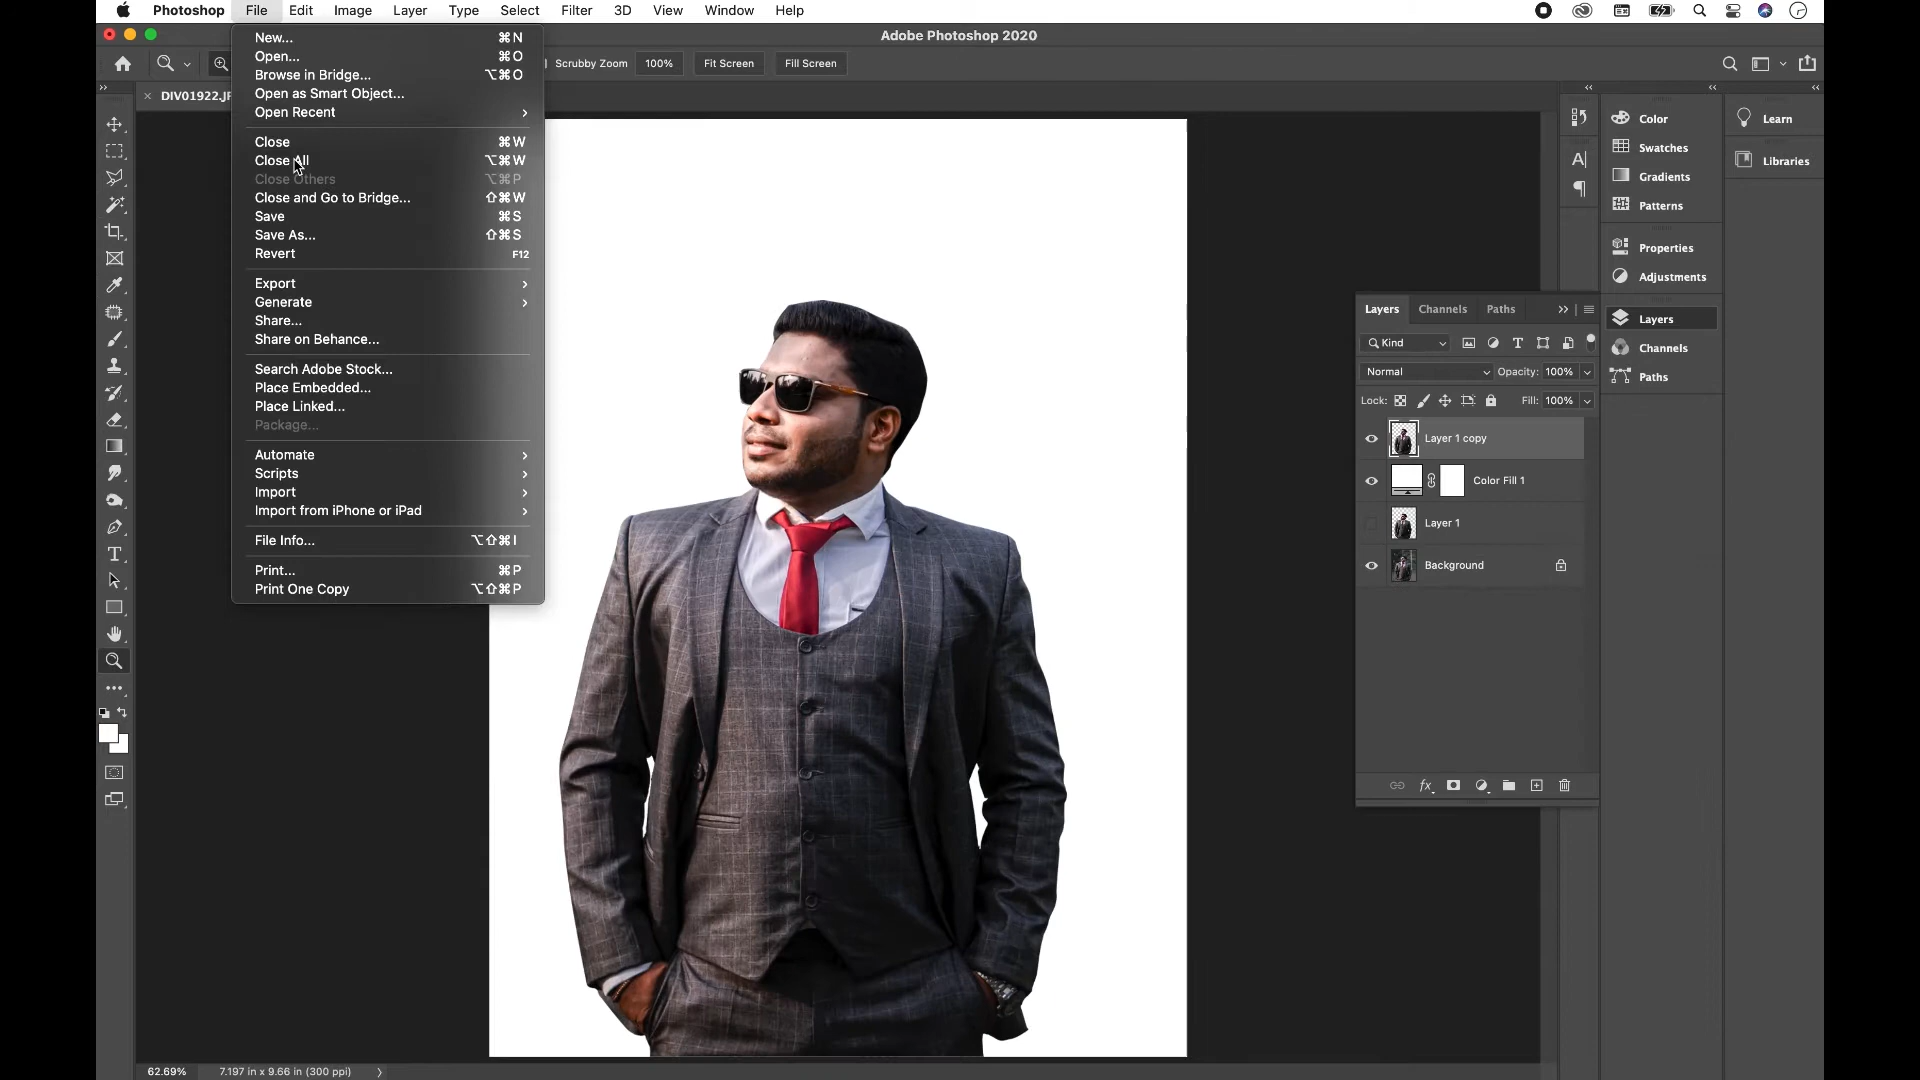 Photoshop File Edit Image Layer Type Select Filter 3D View Window Help
Adobe Photoshop 2020
Scrubby Zoom 100% Fit Screen Fill Screen
× DIV01922.JP
New... ⌘N
Open... ⌘O
Browse in Bridge... ⌥⌘O
Open as Smart Object...
Open Recent >
Close ⌘W
Close All ⌥⌘W
Close Others ⌥⌘P
Close and Go to Bridge... ⇧⌘W
Save ⌘S
Save As... ⇧⌘S
Revert F12
Export >
Generate >
Share...
Share on Behance...
Search Adobe Stock...
Place Embedded...
Place Linked...
Package...
Automate >
Scripts >
Import >
Import from iPhone or iPad >
File Info... ⌥⇧⌘I
Print... ⌘P
Print One Copy ⌥⇧⌘P
Layers Channels Paths
Kind
Normal Opacity: 100%
Lock: Fill: 100%
Layer 1 copy
Color Fill 1
Layer 1
Background
Color
Swatches
Gradients
Patterns
Properties
Adjustments
Layers
Channels
Paths
Learn
Libraries
62.69% 7.197 in x 9.66 in (300 ppi) >